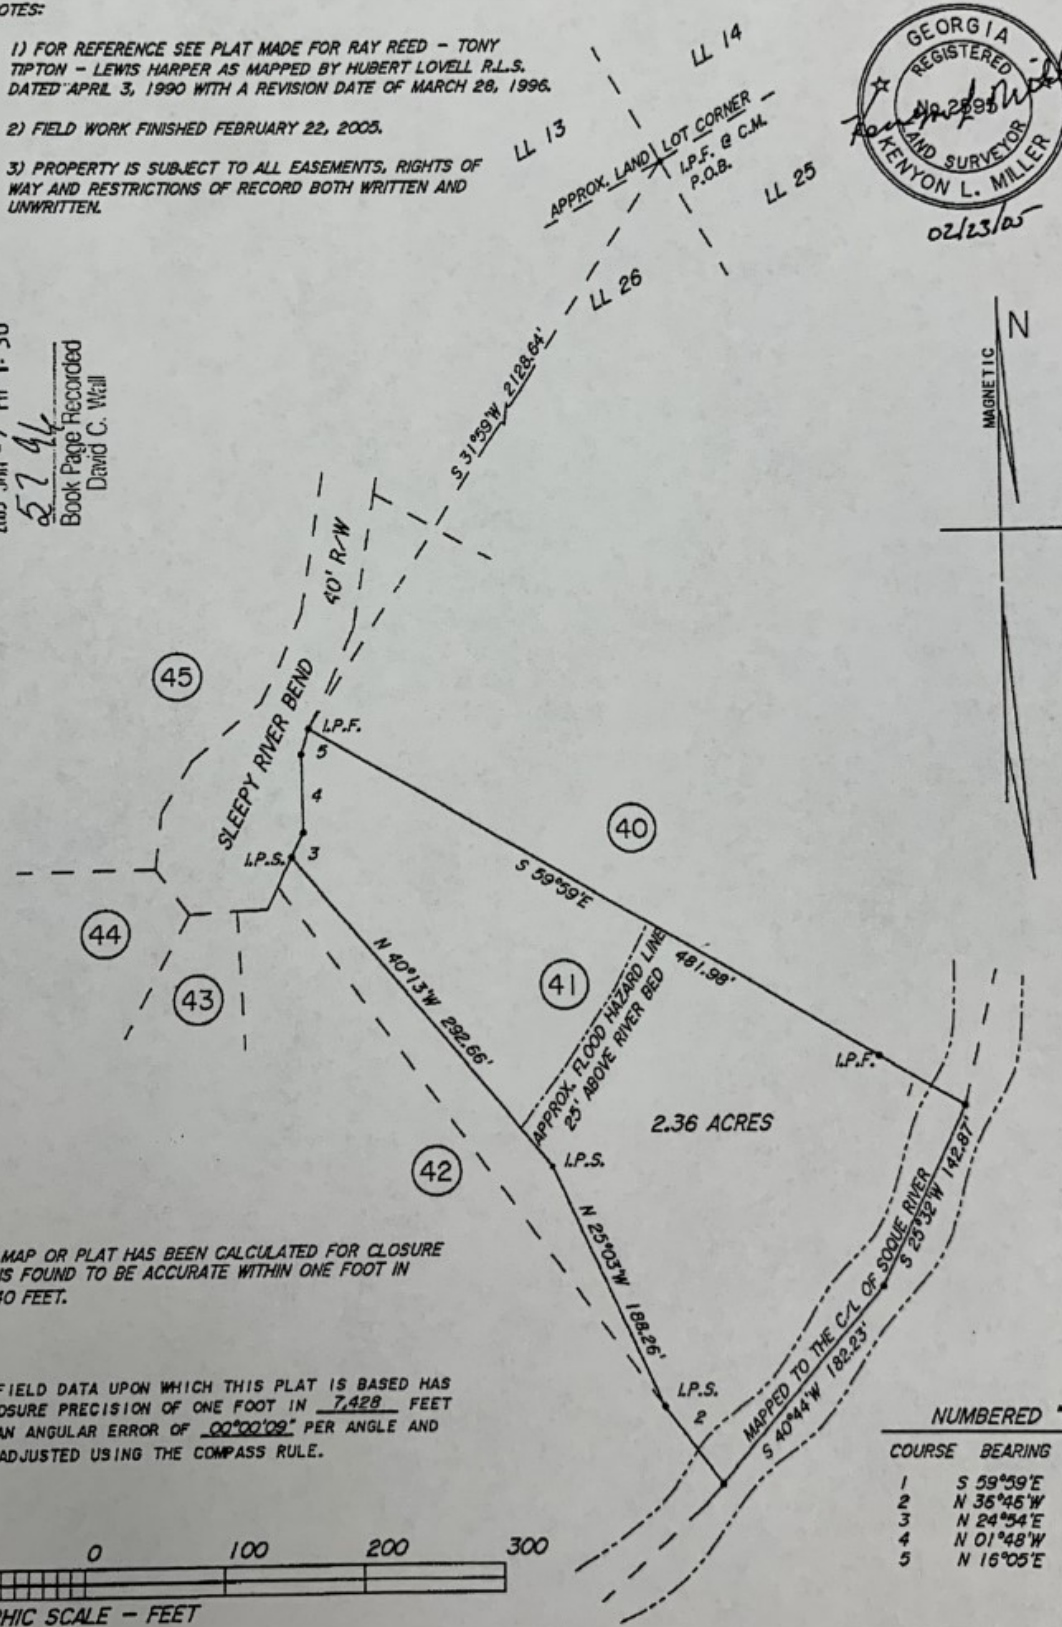 OTES:
1) FOR REFERENCE SEE PLAT MADE FOR RAY REED - TONY
TIPTON - LEWIS HARPER AS MAPPED BY HUBERT LOVELL R.L.S.
DATED APRIL 3, 1990 WITH A REVISION DATE OF MARCH 28, 1996.
2) FIELD WORK FINISHED FEBRUARY 22, 2005.
3) PROPERTY IS SUBJECT TO ALL EASEMENTS, RIGHTS OF
WAY AND RESTRICTIONS OF RECORD BOTH WRITTEN AND
UNWRITTEN.
GEORGIA
REGISTERED
No. 2595
LAND SURVEYOR
KENYON L. MILLER
02/23/05
LL 14
LL 13
APPROX. LAND LOT CORNER
I.P.F. @ C.M.
P.O.B.
LL 25
LL 26
N
MAGNETIC
57 96
Book Page Recorded
David C. Wall
S 31°59'W 2128.64'
40' R/W
SLEEPY RIVER BEND
45
I.P.F.
5
4
3
I.P.S.
40
S 59°59'E
481.98'
44
43
N 40°13'W 292.66'
41
APPROX. FLOOD HAZARD LINE
25' ABOVE RIVER BED
I.P.F.
2.36 ACRES
42
I.P.S.
N 25°03'W 188.26'
S 25°32'W 142.87'
MAPPED TO THE C/L OF SOQUE RIVER
S 40°44'W 182.23'
I.P.S.
2
MAP OR PLAT HAS BEEN CALCULATED FOR CLOSURE
IS FOUND TO BE ACCURATE WITHIN ONE FOOT IN
FEET.
FIELD DATA UPON WHICH THIS PLAT IS BASED HAS
OSURE PRECISION OF ONE FOOT IN 7,428 FEET
AN ANGULAR ERROR OF 00°00'09" PER ANGLE AND
ADJUSTED USING THE COMPASS RULE.
NUMBERED "
COURSE BEARING
1 S 59°59'E
2 N 36°46'W
3 N 24°54'E
4 N 01°48'W
5 N 16°05'E
0 100 200 300
HIC SCALE - FEET